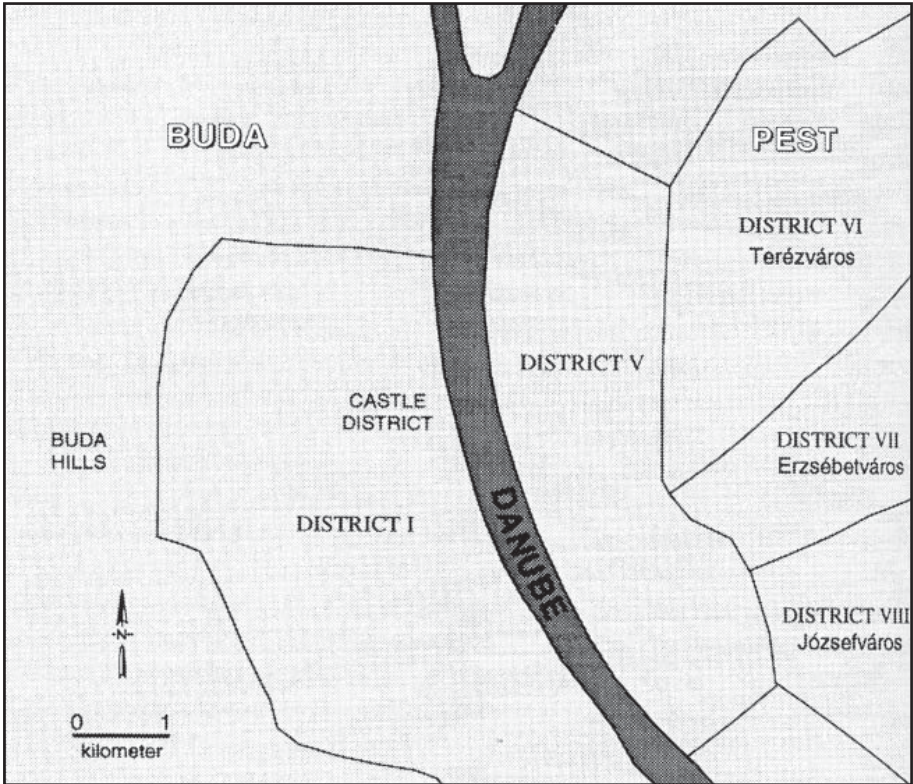 BUDA
PEST
DISTRICT VI
Terézváros
DISTRICT V
CASTLE
DISTRICT
BUDA
HILLS
DISTRICT VII
Erzsébetváros
DANUBE
DISTRICT I
DISTRICT VIII
Józsefváros
N
0 1
kilometer